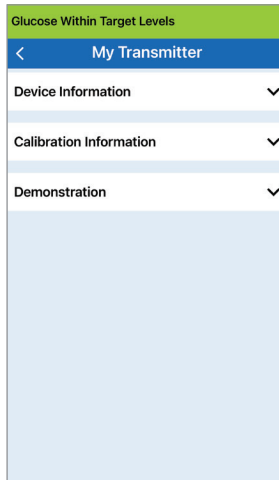 Glucose Within Target Levels
My Transmitter
Device Information
Calibration Information
Demonstration